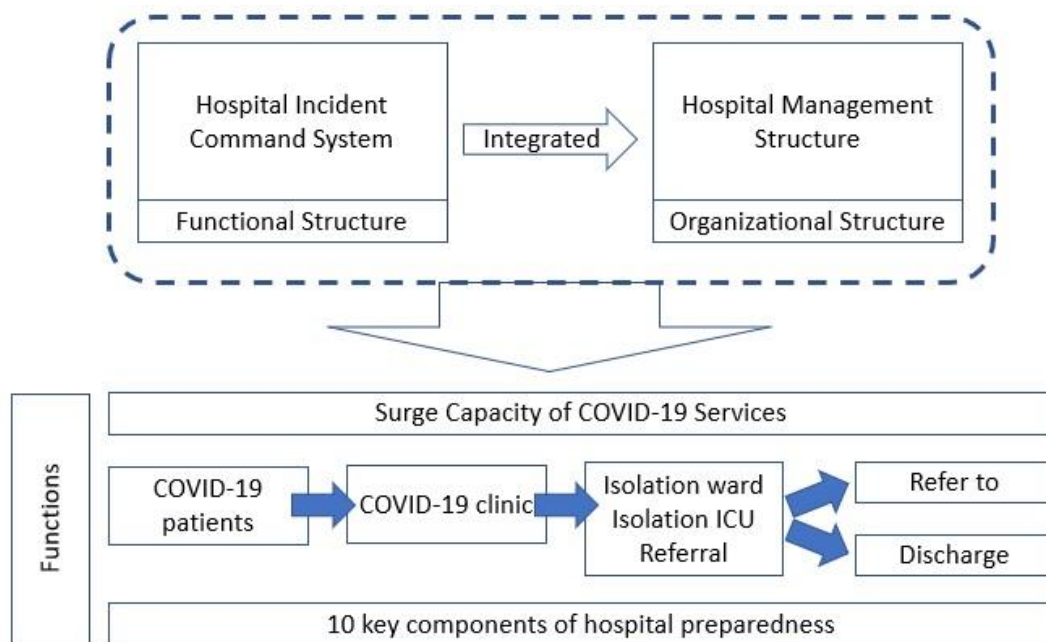 Hospital Incident
Command System
Functional Structure
Integrated
Hospital Management
Structure
Organizational Structure
Functions
Surge Capacity of COVID-19 Services
COVID-19
patients
COVID-19 clinic
Isolation ward
Isolation ICU
Referral
Refer to
Discharge
10 key components of hospital preparedness